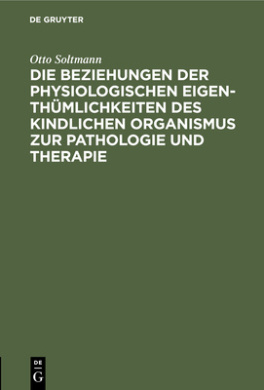 DE GRUYTER
Otto Soltmann
DIE BEZIEHUNGEN DER
PHYSIOLOGISCHEN EIGEN-
THÜMLICHKEITEN DES
KINDLICHEN ORGANISMUS
ZUR PATHOLOGIE UND
THERAPIE
DE
G